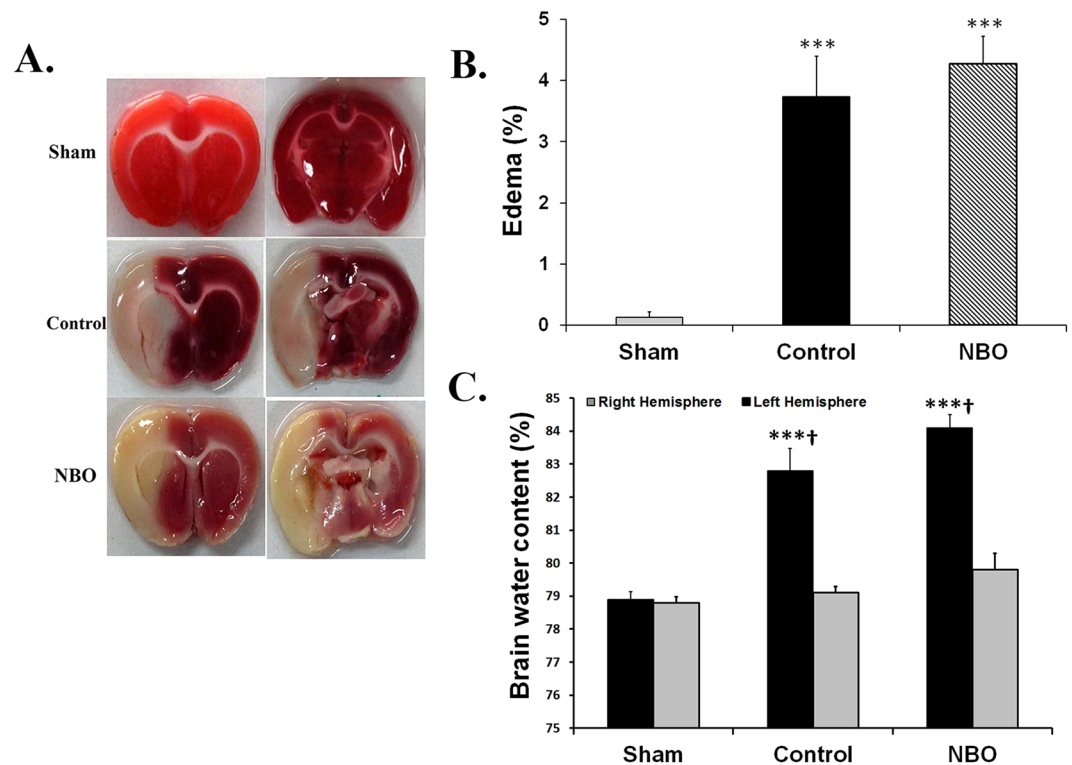 A.
Sham
Control
NBO
B.
Edema (%)
5
4
3
2
1
0
***
***
Sham
Control
NBO
C.
Brain water content (%)
Right Hemisphere
Left Hemisphere
85
84
83
82
81
80
79
78
77
76
75
***†
***†
Sham
Control
NBO